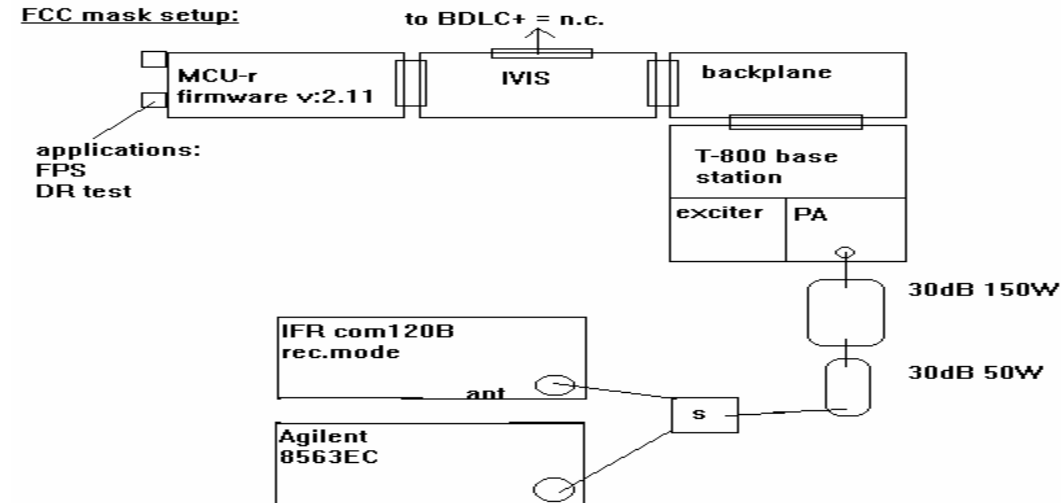 FCC mask setup:
to BDLC+ = n.c.
MCU-r
firmware v:2.11
IVIS
backplane
applications:
FPS
DR test
T-800 base
station
exciter
PA
30dB 150W
30dB 50W
IFR com120B
rec.mode
ant
s
Agilent
8563EC